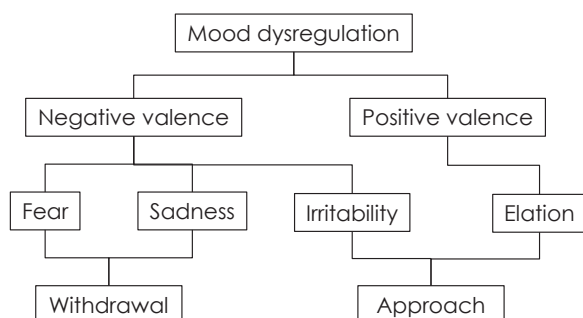 Mood dysregulation
Negative valence
Positive valence
Fear
Sadness
Irritability
Elation
Withdrawal
Approach